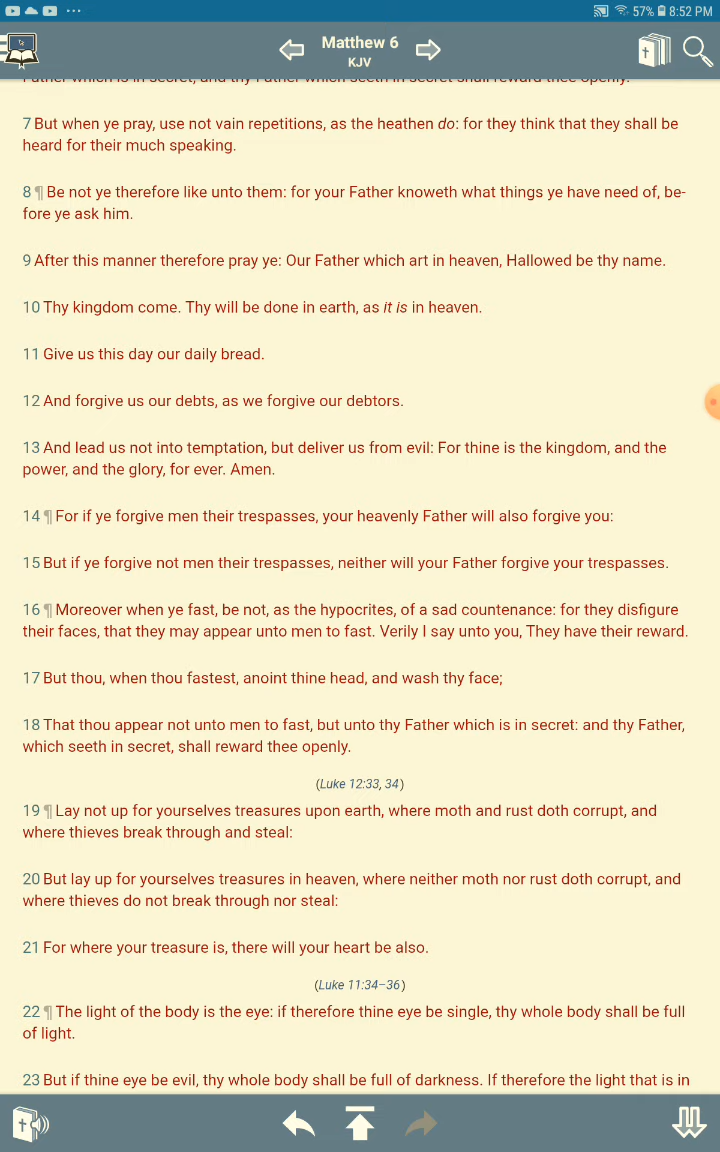 57% 8:52 PM
Matthew 6
KJV
Father which is in secret; and thy Father which seeth in secret shall reward thee openly.
7 But when ye pray, use not vain repetitions, as the heathen do: for they think that they shall be
heard for their much speaking.
8 ¶ Be not ye therefore like unto them: for your Father knoweth what things ye have need of, be-
fore ye ask him.
9 After this manner therefore pray ye: Our Father which art in heaven, Hallowed be thy name.
10 Thy kingdom come. Thy will be done in earth, as it is in heaven.
11 Give us this day our daily bread.
12 And forgive us our debts, as we forgive our debtors.
13 And lead us not into temptation, but deliver us from evil: For thine is the kingdom, and the
power, and the glory, for ever. Amen.
14 ¶ For if ye forgive men their trespasses, your heavenly Father will also forgive you:
15 But if ye forgive not men their trespasses, neither will your Father forgive your trespasses.
16 ¶ Moreover when ye fast, be not, as the hypocrites, of a sad countenance: for they disfigure
their faces, that they may appear unto men to fast. Verily I say unto you, They have their reward.
17 But thou, when thou fastest, anoint thine head, and wash thy face;
18 That thou appear not unto men to fast, but unto thy Father which is in secret: and thy Father,
which seeth in secret, shall reward thee openly.
(Luke 12:33, 34)
19 ¶ Lay not up for yourselves treasures upon earth, where moth and rust doth corrupt, and
where thieves break through and steal:
20 But lay up for yourselves treasures in heaven, where neither moth nor rust doth corrupt, and
where thieves do not break through nor steal:
21 For where your treasure is, there will your heart be also.
(Luke 11:34–36)
22 ¶ The light of the body is the eye: if therefore thine eye be single, thy whole body shall be full
of light.
23 But if thine eye be evil, thy whole body shall be full of darkness. If therefore the light that is in